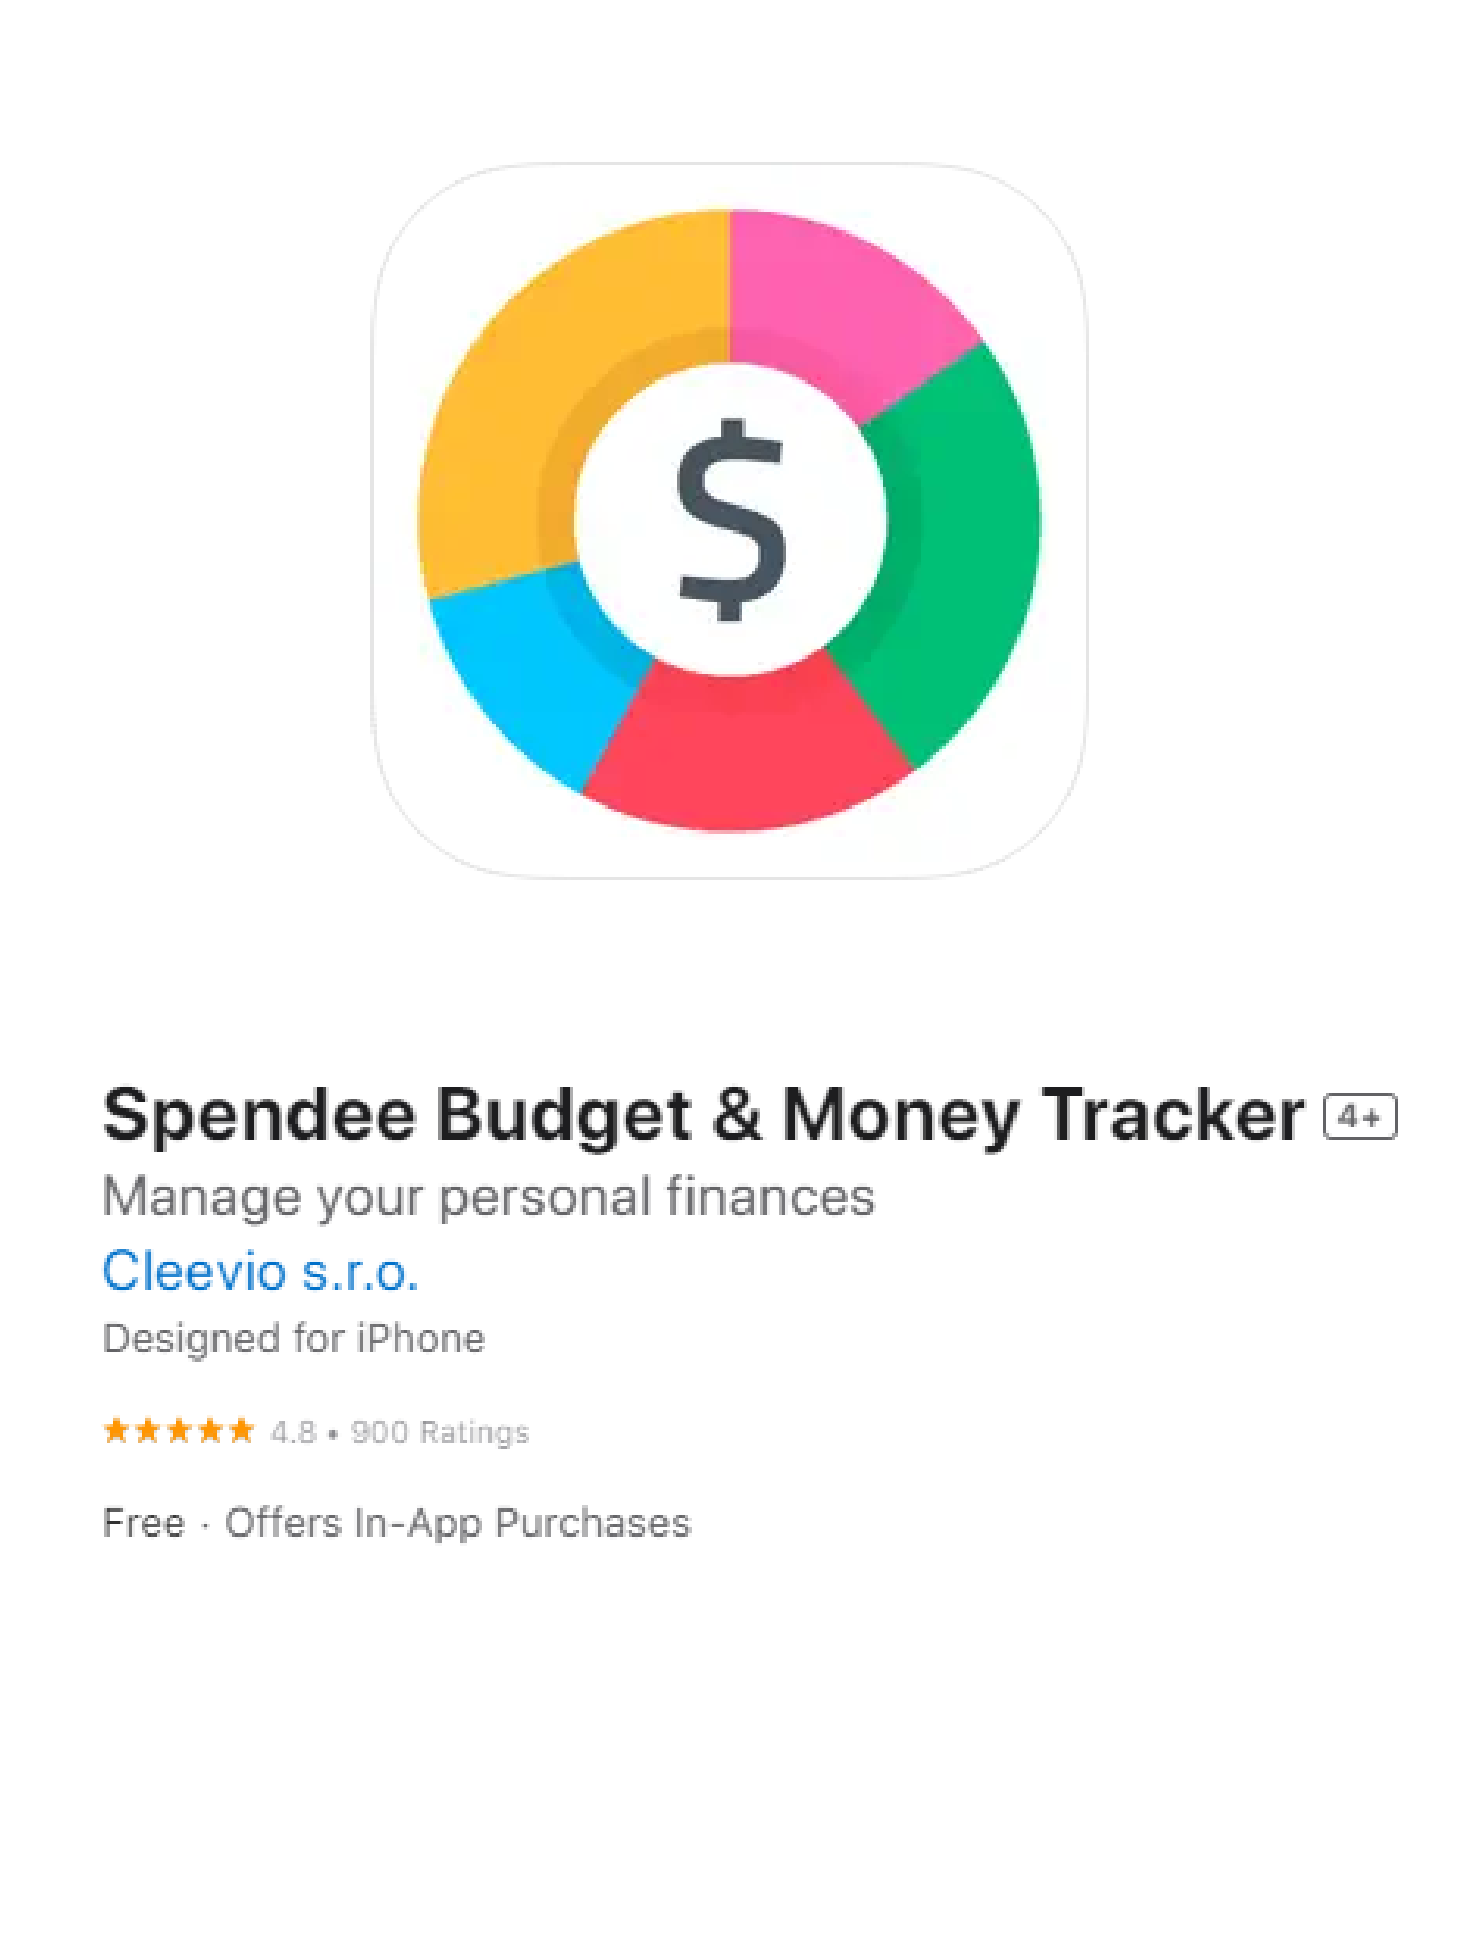 $
Spendee Budget & Money Tracker 4+
Manage your personal finances
Cleevio s.r.o.
Designed for iPhone
★★★★★ 4.8 • 900 Ratings
Free · Offers In-App Purchases